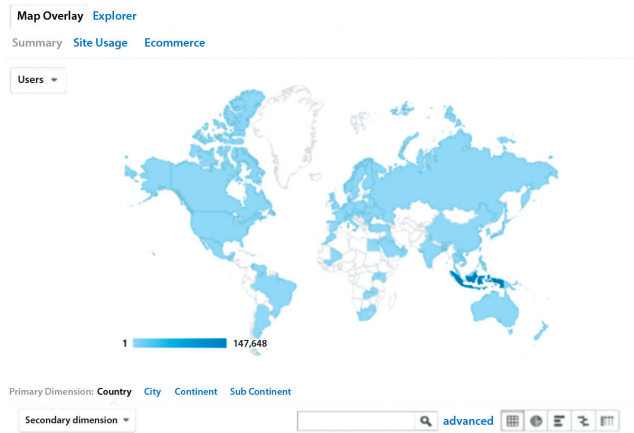 Map Overlay Explorer
Summary Site Usage Ecommerce
Users
1 147,648
Primary Dimension: Country City Continent Sub Continent
Secondary dimension advanced